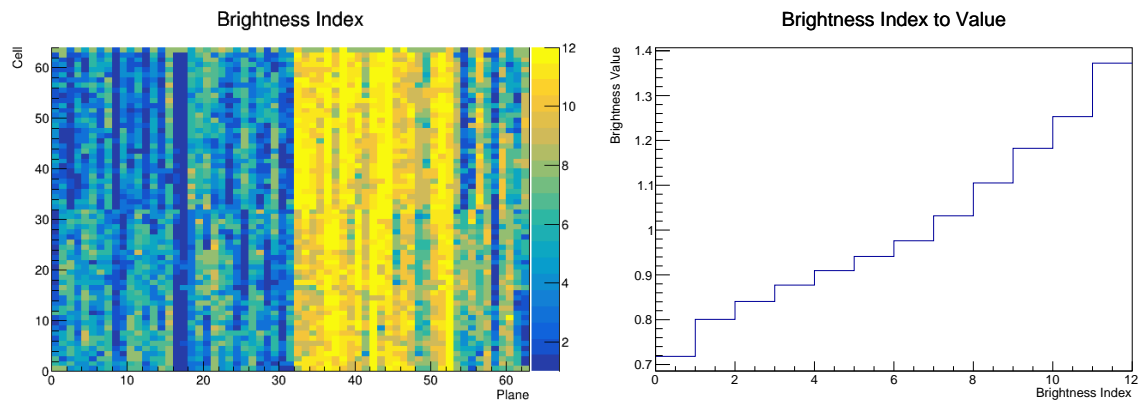 Brightness Index
Cell
60
50
40
30
20
10
0
0 10 20 30 40 50 60
Plane
12
10
8
6
4
2
Brightness Index to Value
Brightness Value
1.4
1.3
1.2
1.1
1
0.9
0.8
0.7
0 2 4 6 8 10 12
Brightness Index